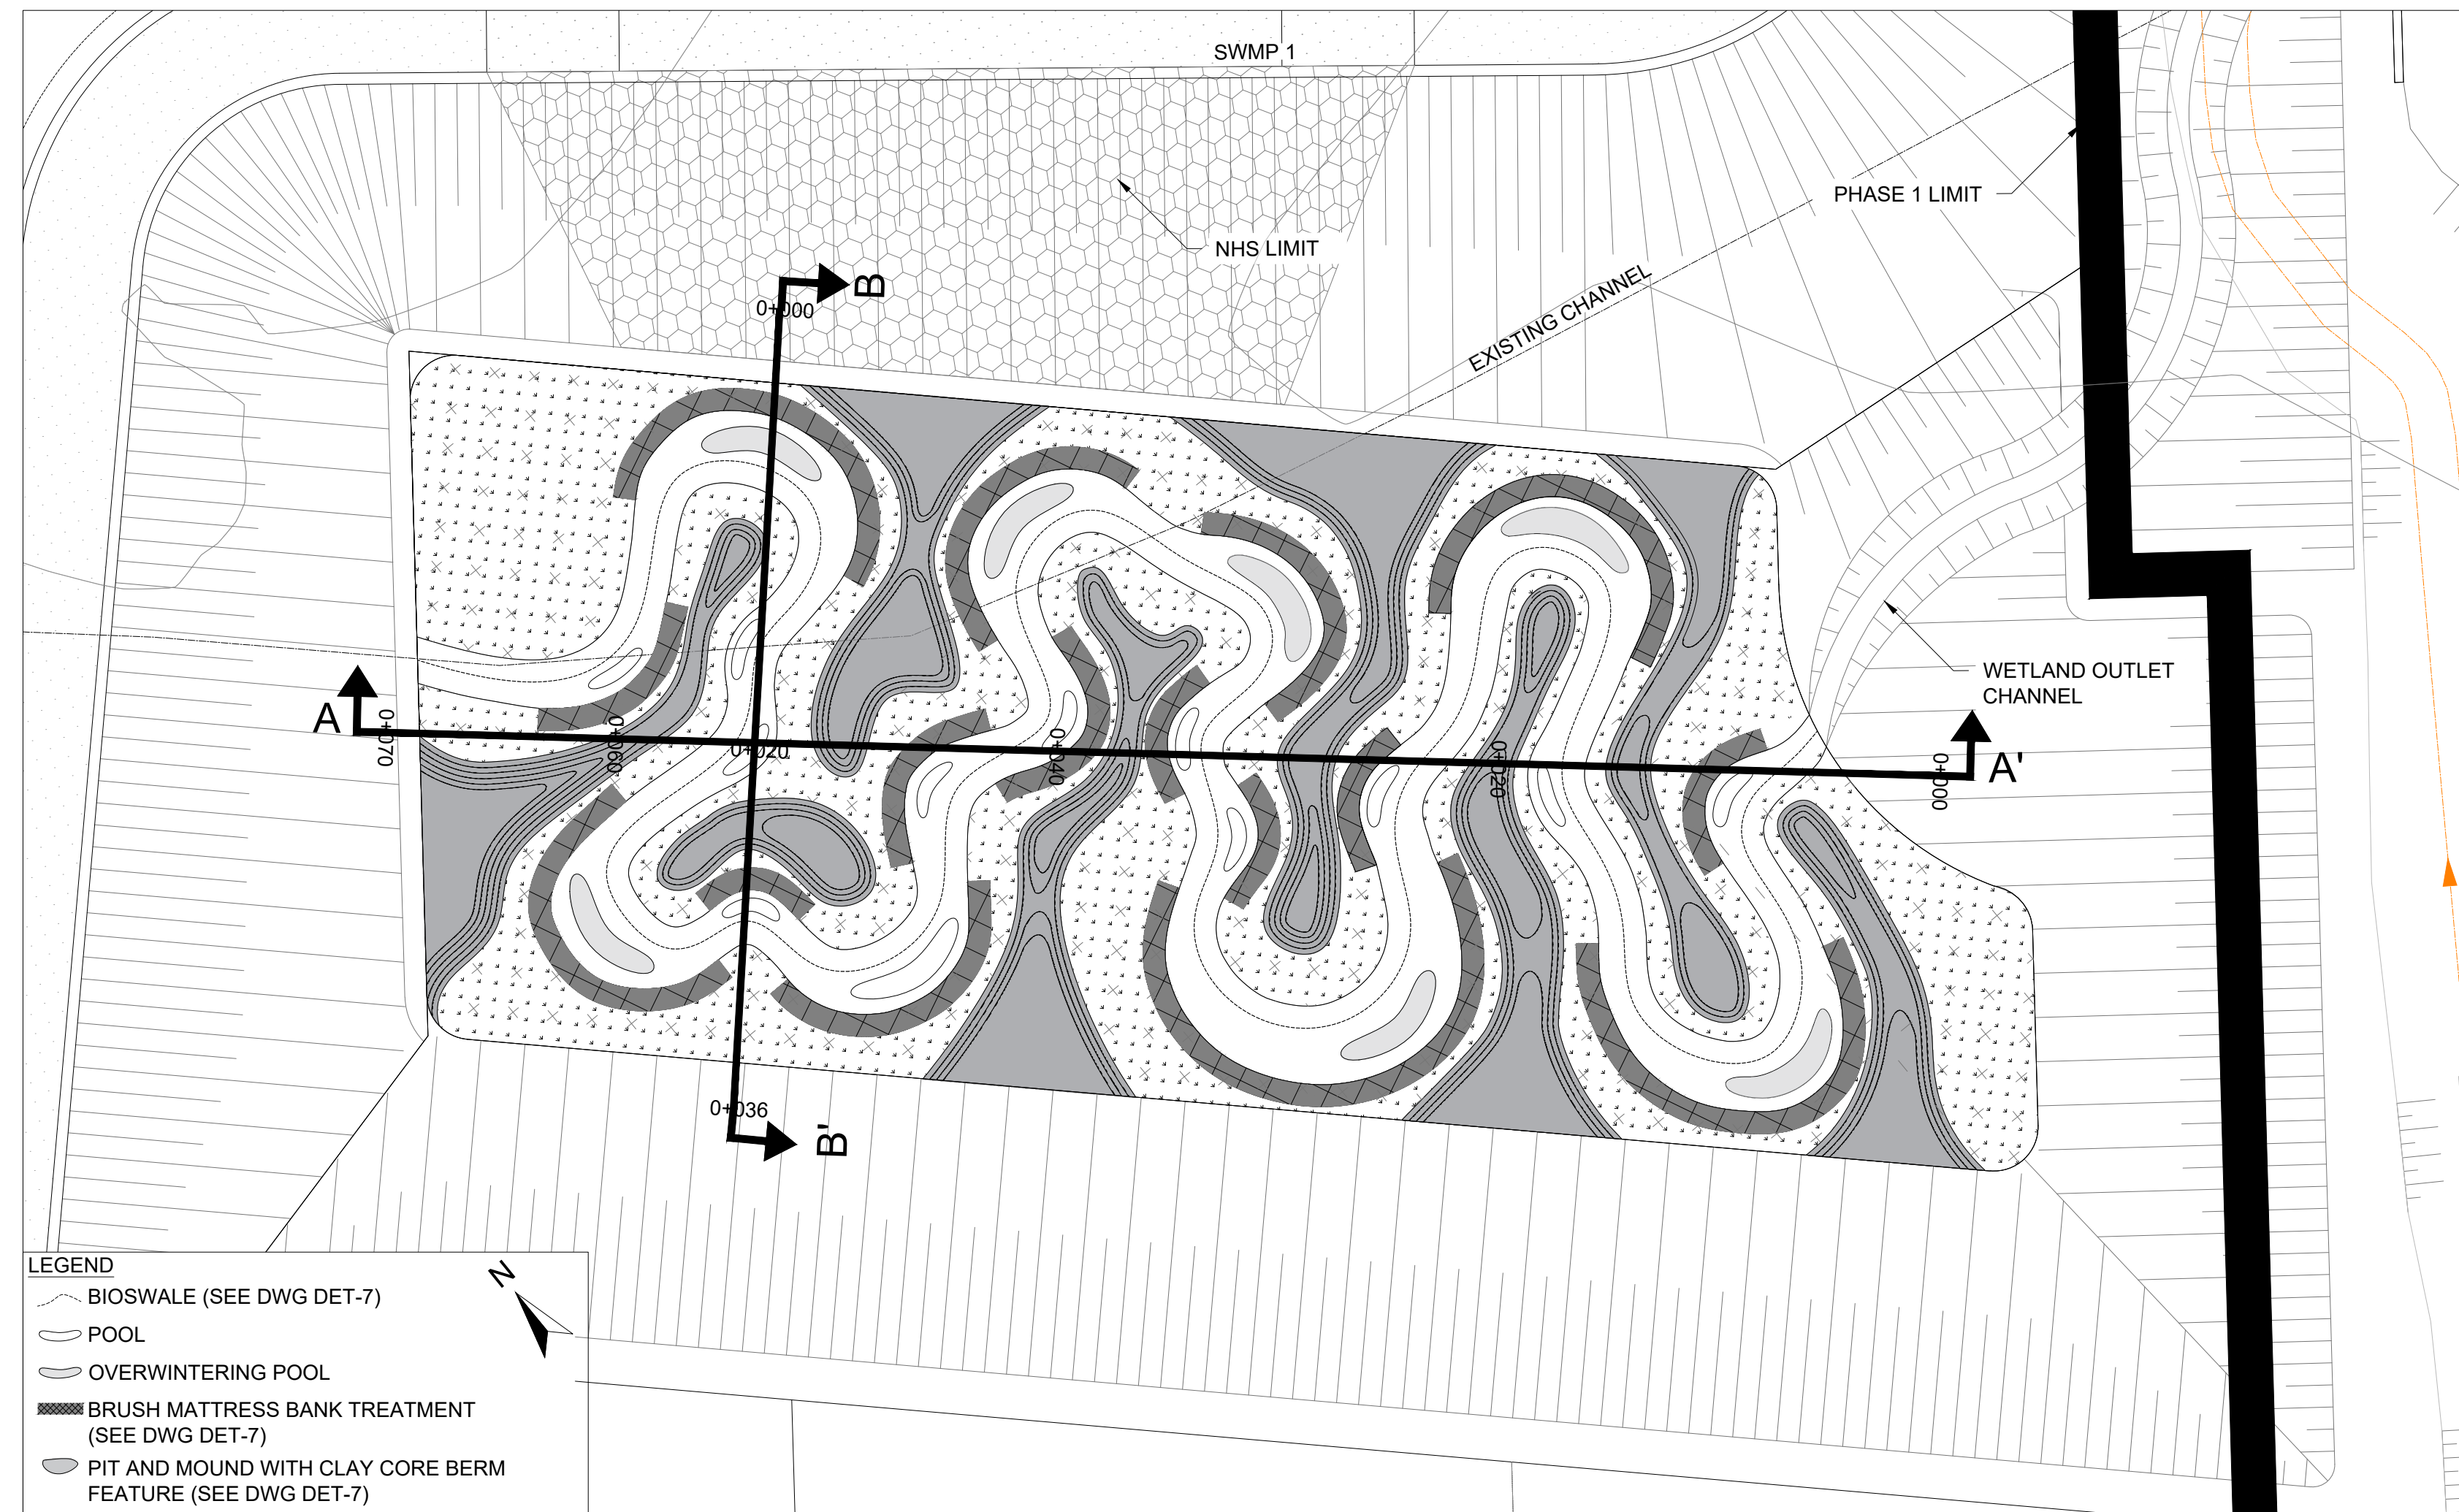 SWMP 1
PHASE 1 LIMIT
NHS LIMIT
B
0+000
EXISTING CHANNEL
WETLAND OUTLET
CHANNEL
A
0+070
0+060
0+020
0+040
0+020
0+000
A'
0+036
B'
LEGEND
N
BIOSWALE (SEE DWG DET-7)
POOL
OVERWINTERING POOL
BRUSH MATTRESS BANK TREATMENT
(SEE DWG DET-7)
PIT AND MOUND WITH CLAY CORE BERM
FEATURE (SEE DWG DET-7)